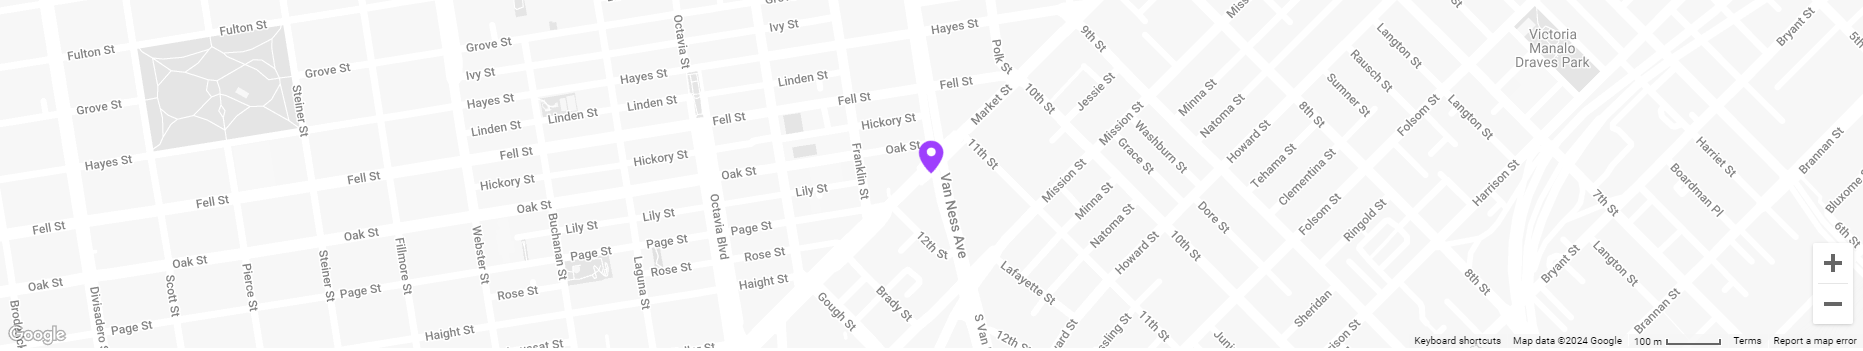 Fulton St
Fulton St
Grove St
Grove St
Grove St
Steiner St
Hayes St
Ivy St
Hayes St
Linden St
Fell St
Hickory St
Oak St
Octavia St
Hayes St
Linden St
Linden St
Ivy St
Linden St
Fell St
Fell St
Hickory St
Hickory St
Oak St
Oak St
Franklin St
Lily St
Hayes St
Fell St
Polk St
Market St
9th St
10th St
Jessie St
11th St
Mission St
Washburn St
Grace St
Mission St
Minna St
Natoma St
Howard St
Minna St
Natoma St
Howard St
Tehama St
Clementina St
8th St
Sumner St
Rausch St
Langton St
Folsom St
Langton St
Victoria
Manalo
Draves Park
Bryant St
5th
Brannan St
Harriet St
Boardman Pl
Bluxome
6th St
Harrison St
7th St
Folsom St
Ringold St
Dore St
10th St
Fell St
Fell St
Fell St
Oak St
Oak St
Oak St
Brode
Divisadero
Scott St
Pierce St
Steiner St
Fillmore St
Webster St
Buchanan St
Laguna St
Octavia Blvd
Lily St
Lily St
Page St
Page St
Page St
Page St
Page St
Rose St
Rose St
Rose St
Haight St
Haight St
Gough St
Brady St
12th St
Van Ness Ave
S Van
Lafayette St
12th St
11th St
Sheridan
8th St
Bryant St
Langton St
Brannan St
Google
Keyboard shortcuts
Map data ©2024 Google
100 m
Terms
Report a map error